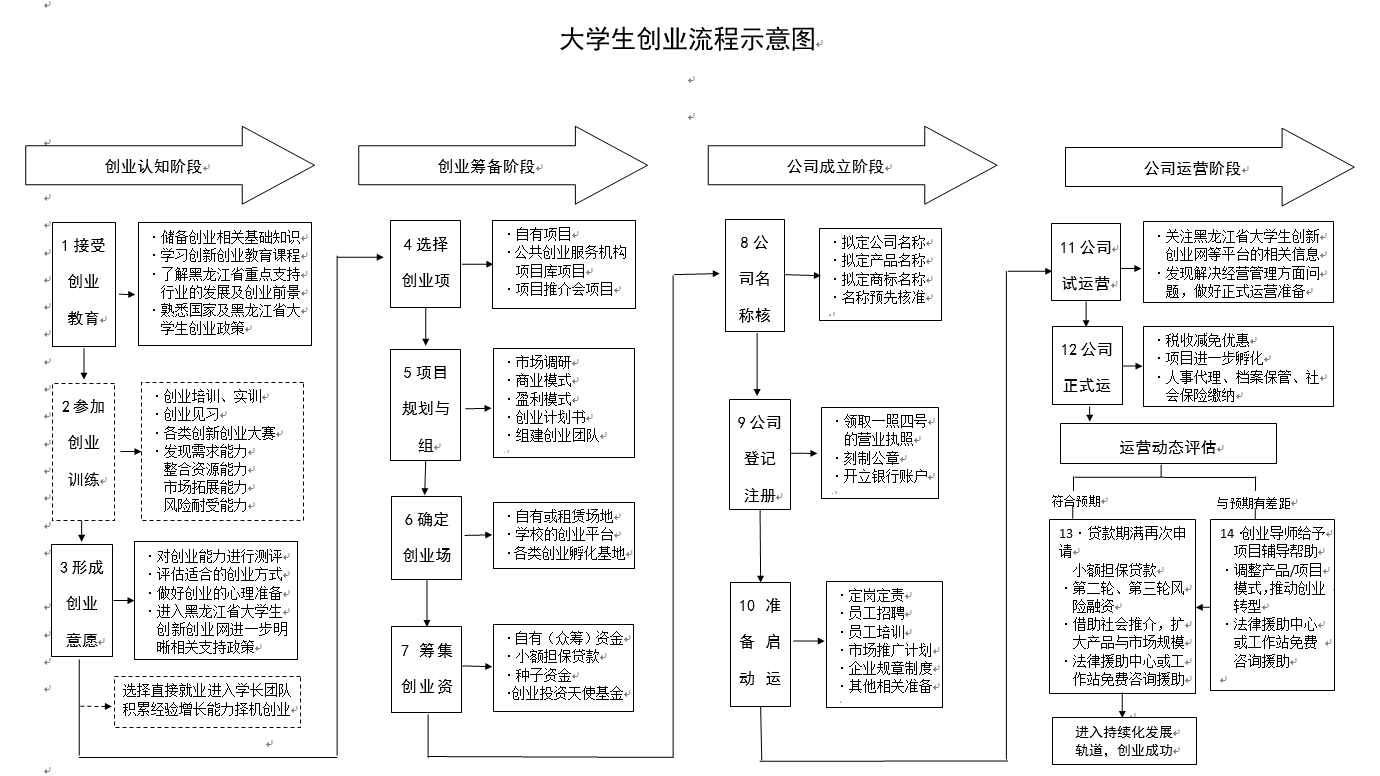 大学生创业流程示意图
创业认知阶段
创业筹备阶段
公司成立阶段
公司运营阶段
1 接受
创业
教育
·储备创业相关基础知识
·学习创新创业教育课程
·了解黑龙江省重点支持
行业的发展及创业前景
·熟悉国家及黑龙江省大
学生创业政策
2 参加
创业
训练
·创业培训、实训
·创业见习
·各类创新创业大赛
·发现需求能力
整合资源能力
市场拓展能力
风险耐受能力
3 形成
创业
意愿
·对创业能力进行测评
·评估适合的创业方式
·做好创业的心理准备
·进入黑龙江省大学生
创新创业网进一步明
晰相关支持政策
选择直接就业进入学长团队
积累经验增长能力择机创业
4 选择
创业项
·自有项目
·公共创业服务机构
项目库项目
·项目推介会项目
5 项目
规划与
组
·市场调研
·商业模式
·盈利模式
·创业计划书
·组建创业团队
6 确定
创业场
·自有或租赁场地
·学校的创业平台
·各类创业孵化基地
7 筹集
创业资
·自有（众筹）资金
·小额担保贷款
·种子资金
·创业投资天使基金
8 公
司名
称核
·拟定公司名称
·拟定产品名称
·拟定商标名称
·名称预先核准
9 公司
登记
注册
·领取一照四号
的营业执照
·刻制公章
·开立银行账户
10 准
备 启
动 运
·定岗定责
·员工招聘
·员工培训
·市场推广计划
·企业规章制度
·其他相关准备
11 公司
试运营
·关注黑龙江省大学生创新
创业网等平台的相关信息
·发现解决经营管理方面问
题，做好正式运营准备
12 公司
正式运
·税收减免优惠
·项目进一步孵化
·人事代理、档案保管、社
会保险缴纳
运营动态评估
符合预期
与预期有差距
13·贷款期满再次申
请
小额担保贷款
·第二轮、第三轮风
险融资
·借助社会推介，扩
大产品与市场规模
·法律援助中心或工
作站免费咨询援助
14 创业导师给予
项目辅导帮助
·调整产品/项目
模式，推动创业
转型
·法律援助中心
或工作站免费
咨询援助
进入持续化发展
轨道，创业成功